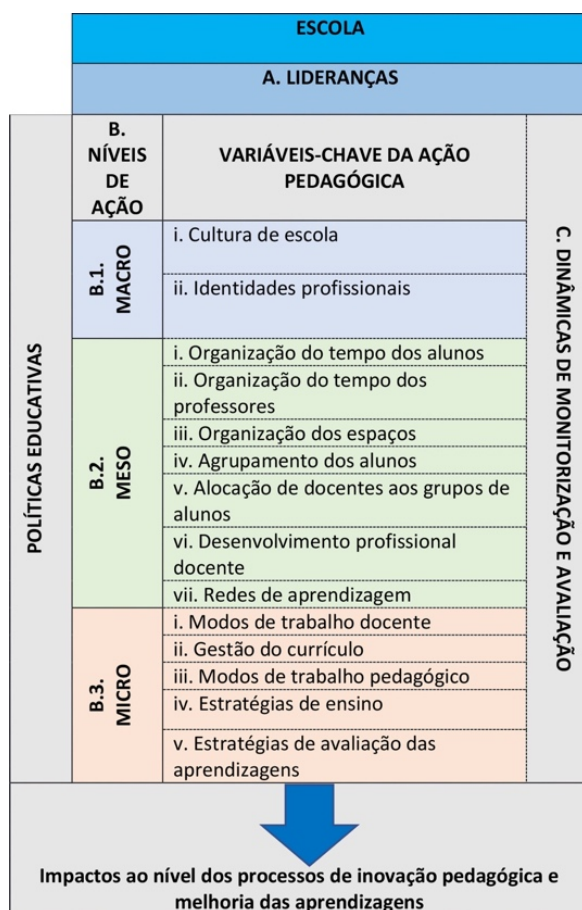 ESCOLA
A. LIDERANÇAS
POLÍTICAS EDUCATIVAS
B.
NÍVEIS
DE
AÇÃO
VARIÁVEIS-CHAVE DA AÇÃO
PEDAGÓGICA
C. DINÂMICAS DE MONITORIZAÇÃO E AVALIAÇÃO
B.1.
MACRO
i. Cultura de escola
ii. Identidades profissionais
B.2.
MESO
i. Organização do tempo dos alunos
ii. Organização do tempo dos
professores
iii. Organização dos espaços
iv. Agrupamento dos alunos
v. Alocação de docentes aos grupos de
alunos
vi. Desenvolvimento profissional
docente
vii. Redes de aprendizagem
B.3.
MICRO
i. Modos de trabalho docente
ii. Gestão do currículo
iii. Modos de trabalho pedagógico
iv. Estratégias de ensino
v. Estratégias de avaliação das
aprendizagens
Impactos ao nível dos processos de inovação pedagógica e
melhoria das aprendizagens